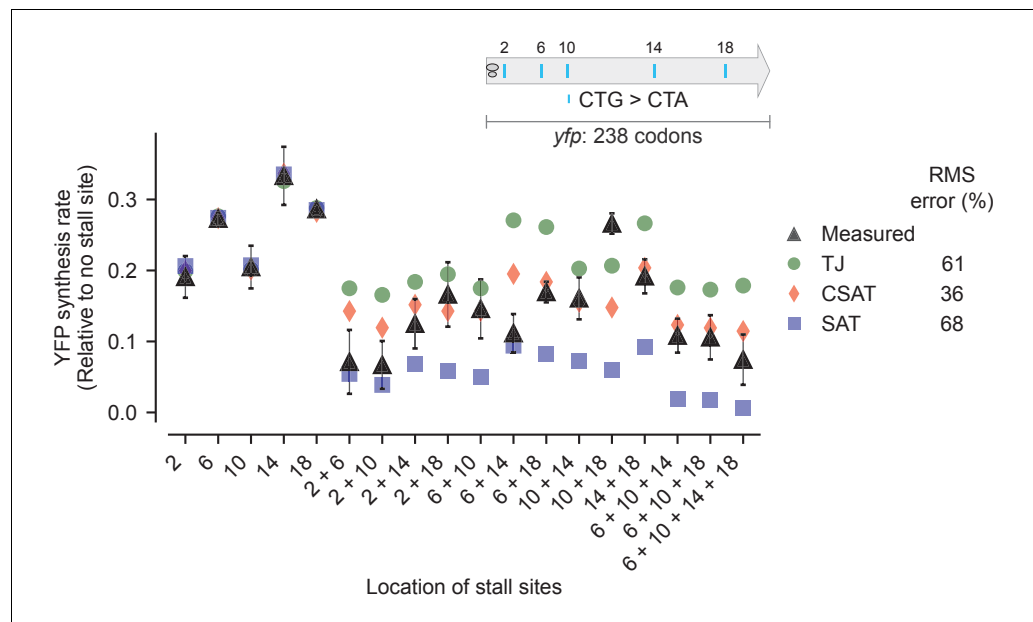 2 6 10 14 18
CTG > CTA
yfp: 238 codons
YFP synthesis rate
(Relative to no stall site)
0.3
0.2
0.1
0.0
RMS
error (%)
Measured
TJ 61
CSAT 36
SAT 68
2
6
10
14
18
2 + 6
2 + 10
2 + 14
2 + 18
6 + 10
6 + 14
6 + 18
10 + 14
10 + 18
14 + 18
6 + 10 + 14
6 + 10 + 18
6 + 10 + 14 + 18
Location of stall sites